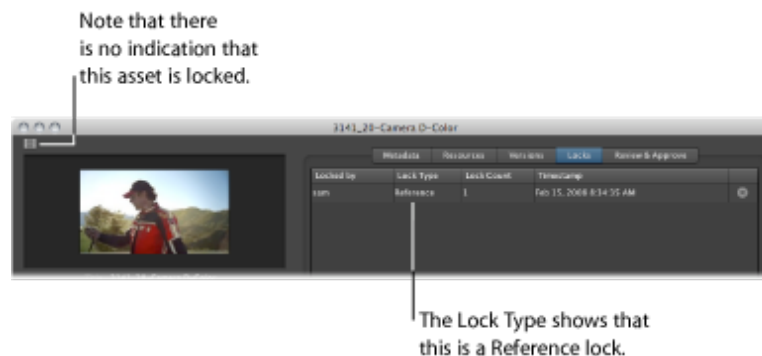 Note that there
is no indication that
this asset is locked.
3141_20-Camera D-Color
Metadata Resources Versions Locks Review & Approve
Locked by Lock Type Lock Count Timestamp
sam Reference 1 Feb 15, 2008 8:34:35 AM
The Lock Type shows that
this is a Reference lock.